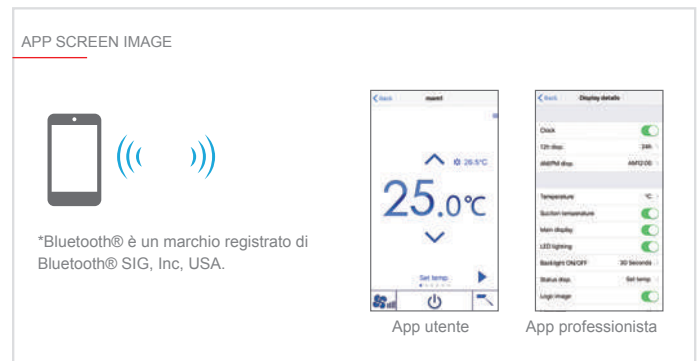 APP SCREEN IMAGE
*Bluetooth® è un marchio registrato di
Bluetooth® SIG, Inc, USA.
Back
26.5°C
25.0°C
Set temp.
App utente
Back Display details
Clock
12h disp. 24h
AM/PM disp. AM12:00
Temperature °C
Suction temperature
Main display
LED lighting
Backlight ON/OFF 30 Seconds
Status disp. Set temp.
Logo image
App professionista